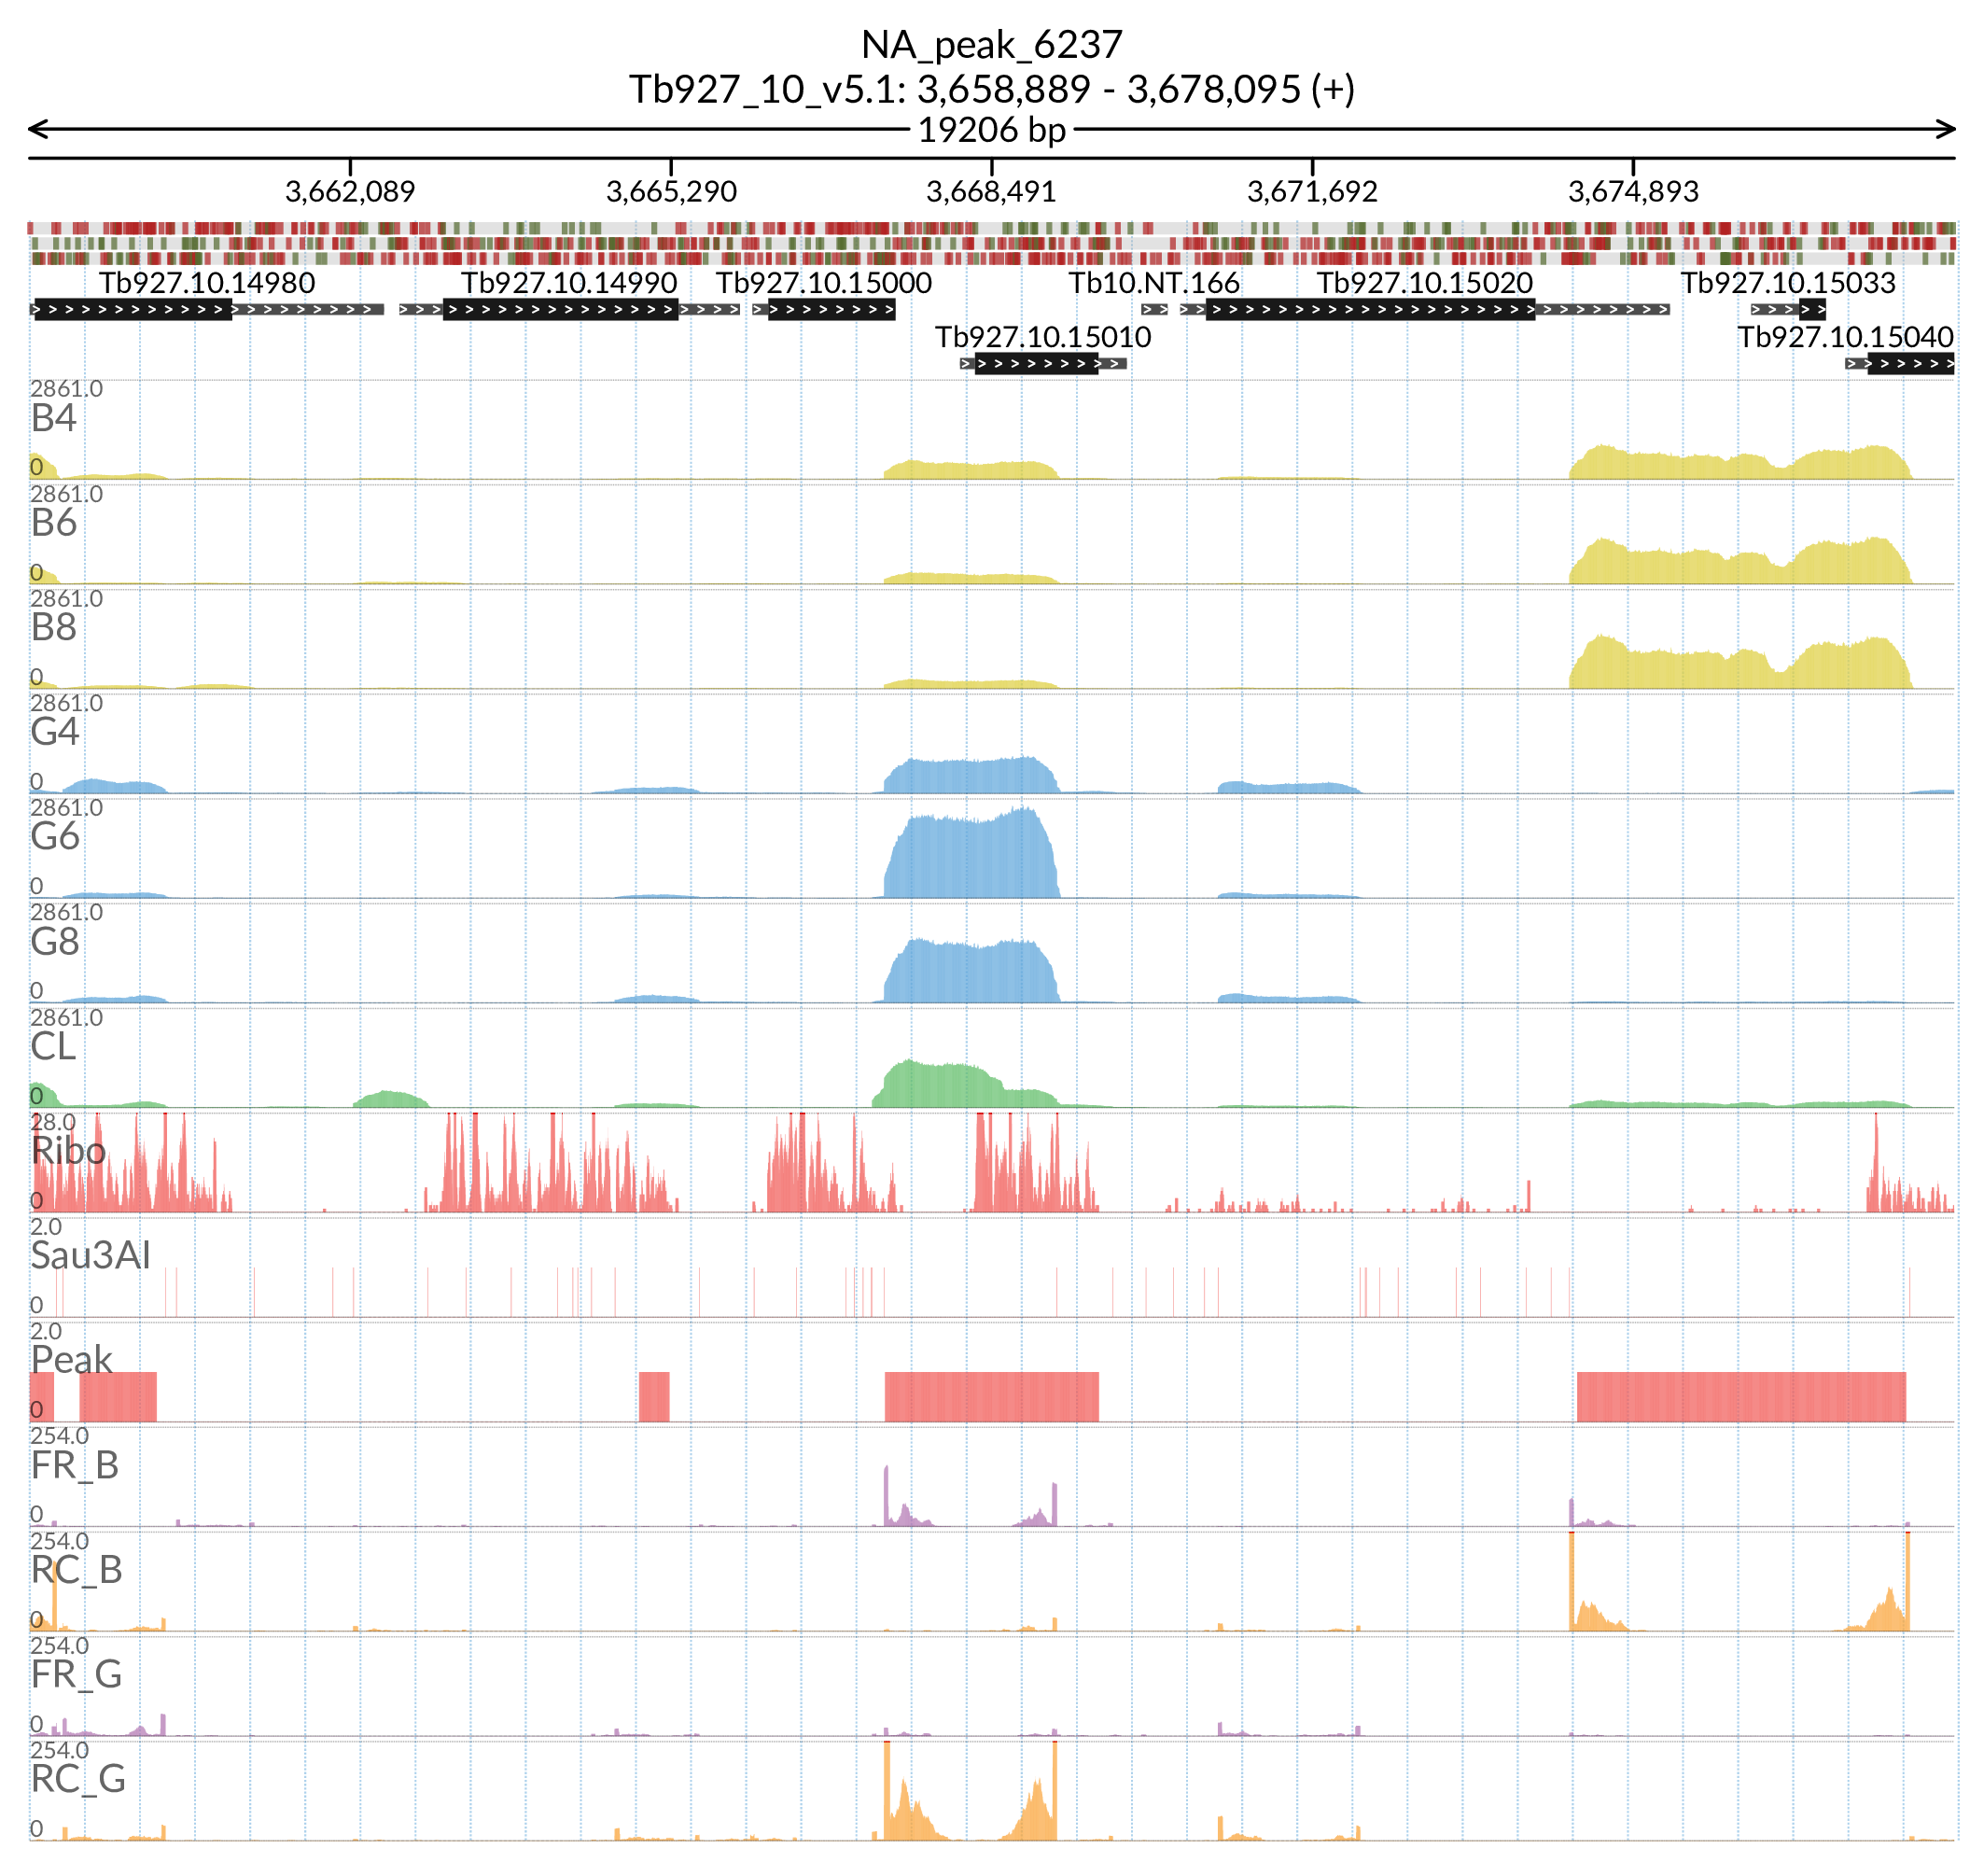 NA_peak_6237
Tb927_10_v5.1: 3,658,889 - 3,678,095 (+)
19206 bp
3,662,089 3,665,290 3,668,491 3,671,692 3,674,893
Tb927.10.14980 Tb927.10.14990 Tb927.10.15000 Tb10.NT.166 Tb927.10.15020 Tb927.10.15033
Tb927.10.15010 Tb927.10.15040
2861.0
B4
0
2861.0
B6
0
2861.0
B8
0
2861.0
G4
0
2861.0
G6
0
2861.0
G8
0
2861.0
CL
0
28.0
Ribo
0
2.0
Sau3AI
0
2.0
Peak
0
254.0
FR_B
0
254.0
RC_B
0
254.0
FR_G
0
254.0
RC_G
0